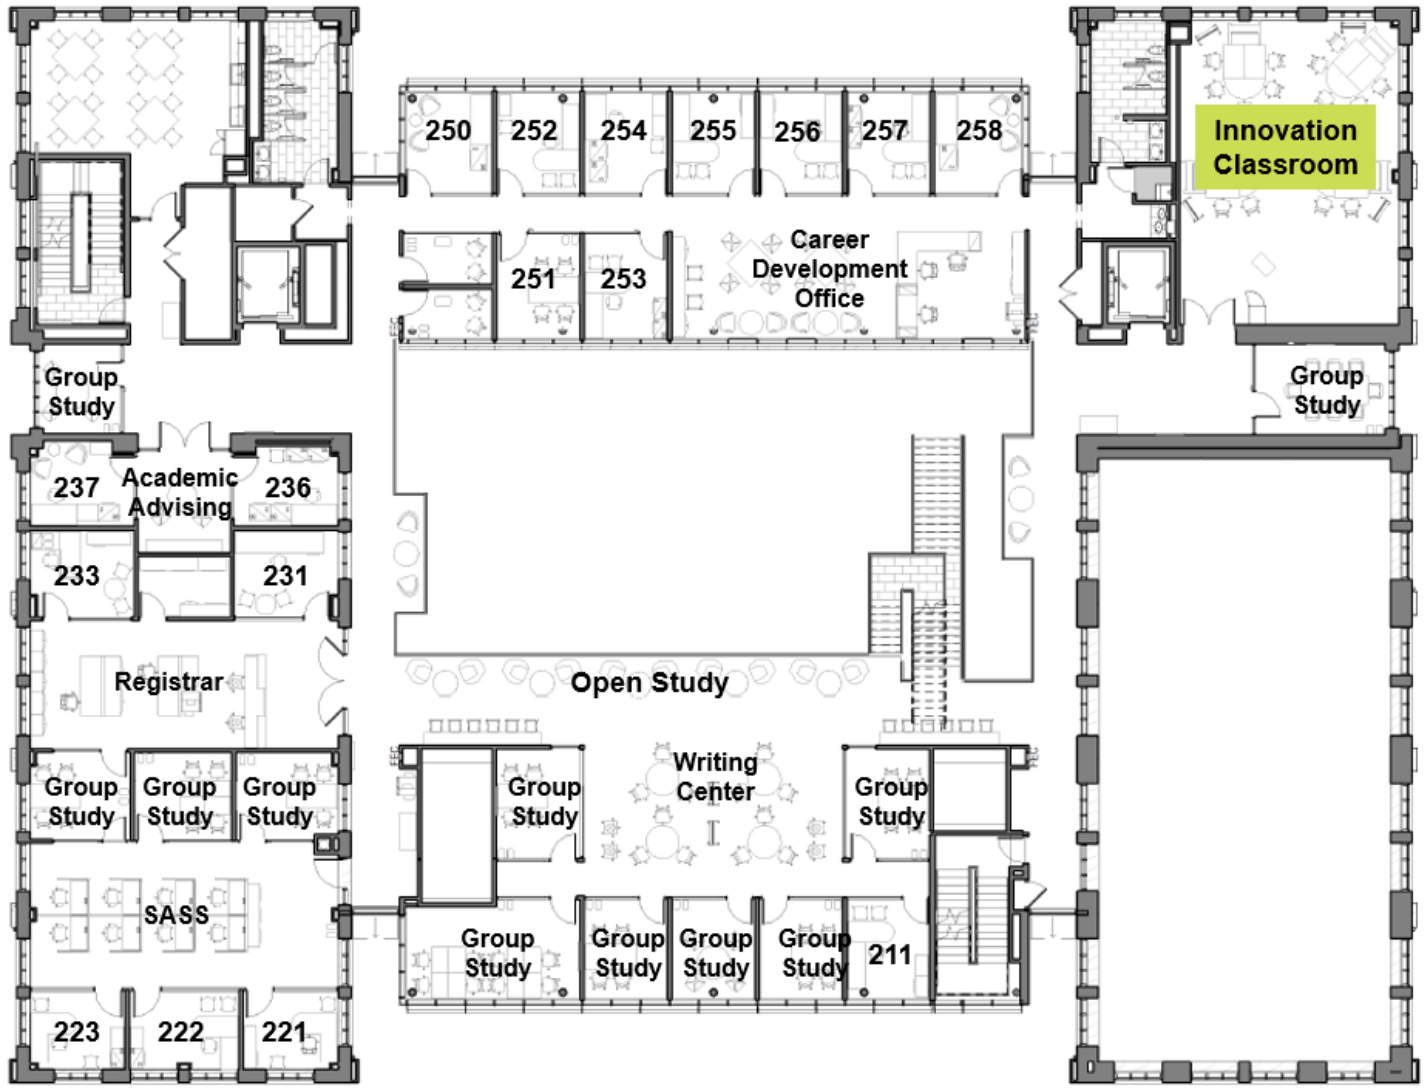 Innovation
Classroom
250
252
254
255
256
257
258
251
253
Career
Development
Office
Group
Study
Group
Study
237
Academic
Advising
236
233
231
Registrar
Open Study
Group
Study
Group
Study
Group
Study
Group
Study
Writing
Center
Group
Study
SASS
Group
Study
Group
Study
Group
Study
Group
Study
211
223
222
221